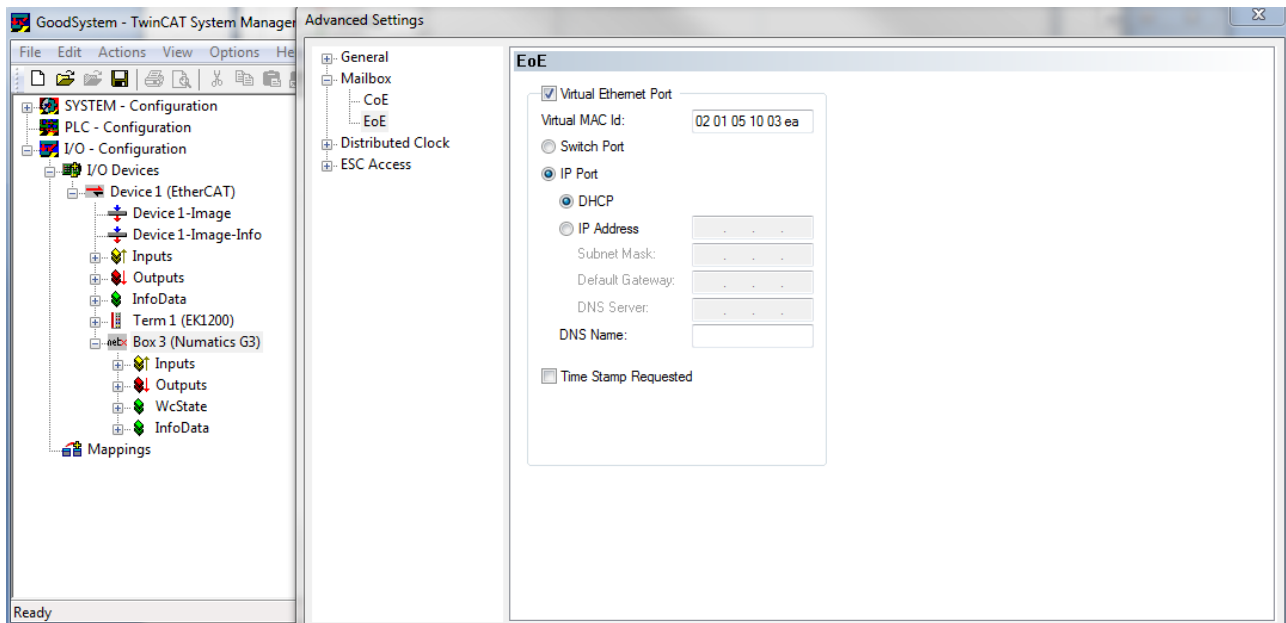 GoodSystem - TwinCAT System Manager
File Edit Actions View Options He
SYSTEM - Configuration
PLC - Configuration
I/O - Configuration
I/O Devices
Device 1 (EtherCAT)
Device 1-Image
Device 1-Image-Info
Inputs
Outputs
InfoData
Term 1 (EK1200)
Box 3 (Numatics G3)
Inputs
Outputs
WcState
InfoData
Mappings
Ready
Advanced Settings
General
Mailbox
CoE
EoE
Distributed Clock
ESC Access
EoE
Virtual Ethernet Port
Virtual MAC Id: 02 01 05 10 03 ea
Switch Port
IP Port
DHCP
IP Address . . .
Subnet Mask: . . .
Default Gateway: . . .
DNS Server: . . .
DNS Name:
Time Stamp Requested